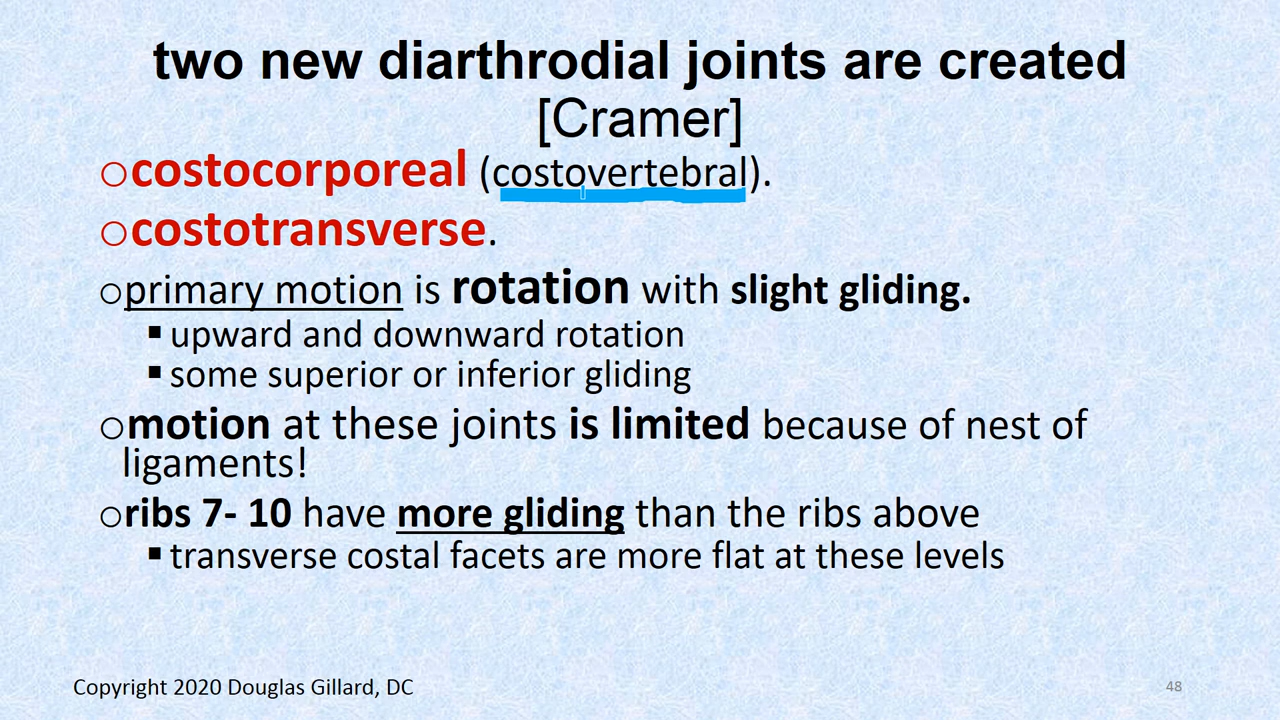 two new diarthrodial joints are created
[Cramer]
○costocorporeal (costovertebral).
○costotransverse.
○primary motion is rotation with slight gliding.
▪ upward and downward rotation
▪ some superior or inferior gliding
○motion at these joints is limited because of nest of
ligaments!
○ribs 7- 10 have more gliding than the ribs above
▪ transverse costal facets are more flat at these levels
Copyright 2020 Douglas Gillard, DC
48